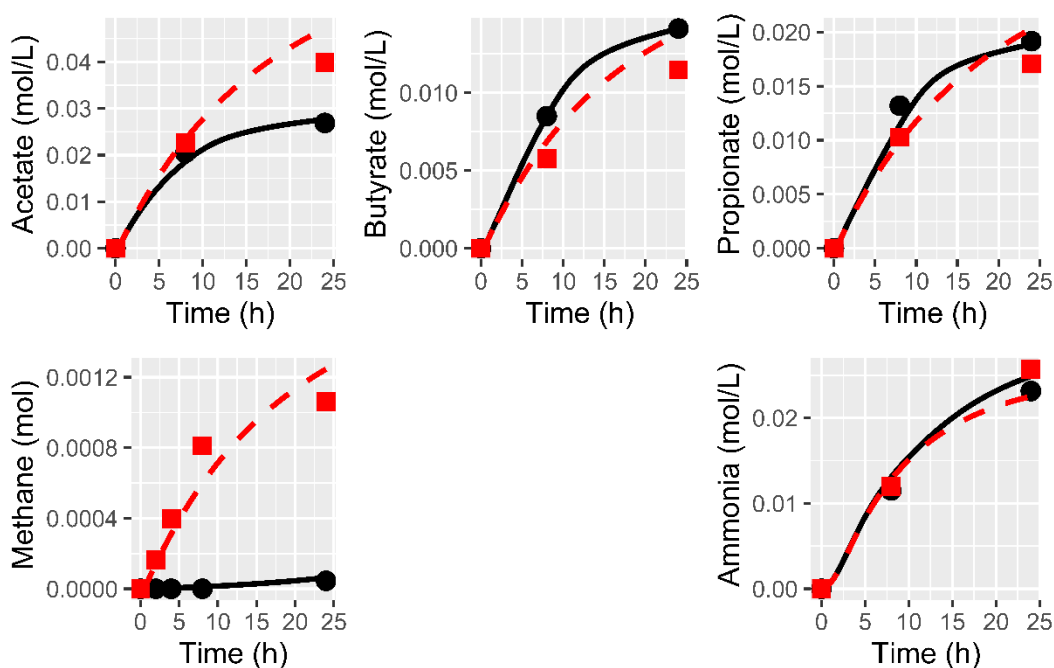 Acetate (mol/L)
0.04
0.03
0.02
0.01
0.00
0 5 10 15 20 25
Time (h)
Butyrate (mol/L)
0.010
0.005
0.000
0 5 10 15 20 25
Time (h)
Propionate (mol/L)
0.020
0.015
0.010
0.005
0.000
0 5 10 15 20 25
Time (h)
Methane (mol)
0.0012
0.0008
0.0004
0.0000
0 5 10 15 20 25
Time (h)
Ammonia (mol/L)
0.02
0.01
0.00
0 5 10 15 20 25
Time (h)